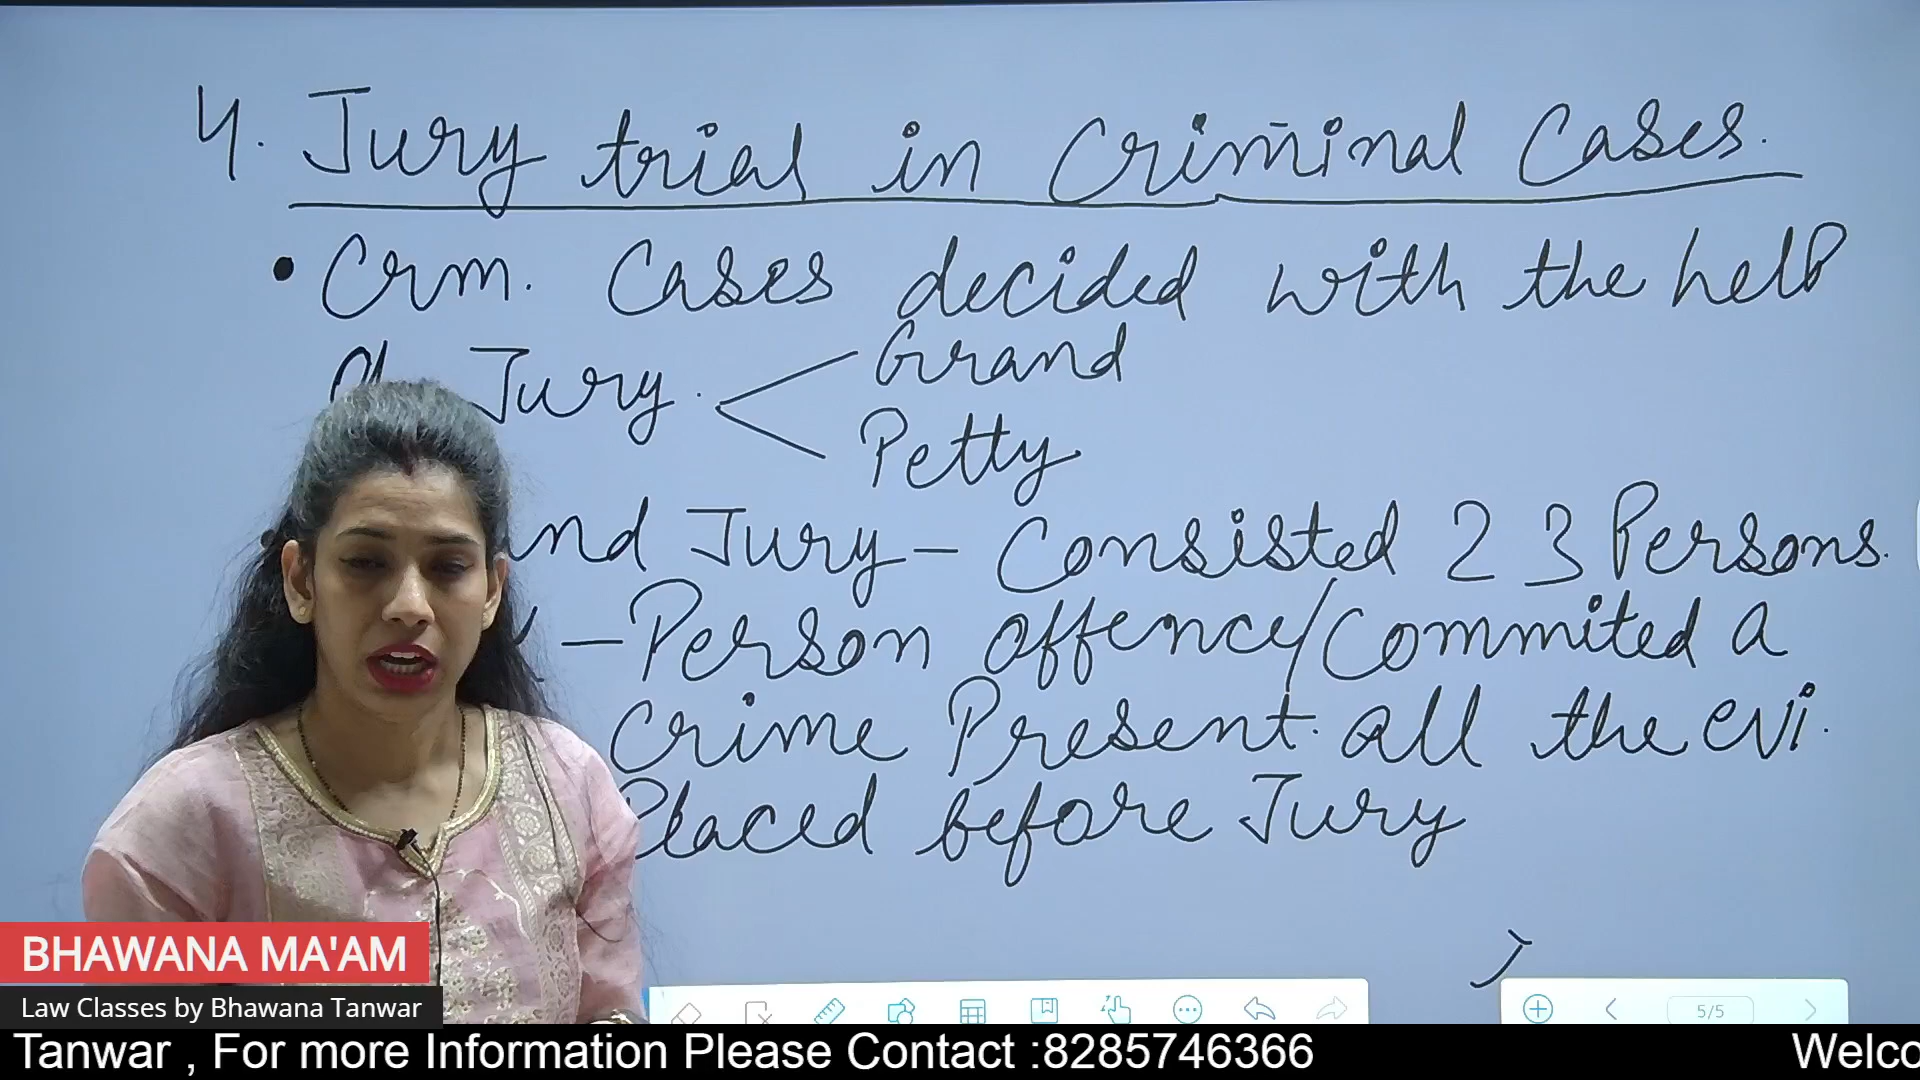 4. Jury trial in Criminal Cases.
• Crm. Cases decided with the help
of Jury.
Grand
Petty
nd Jury - Consisted 23 Persons.
- Person offence/Commited a
crime Present. all the evi.
Placed before Jury
BHAWANA MA'AM
Law Classes by Bhawana Tanwar
5/5
Tanwar , For more Information Please Contact :8285746366
Welco